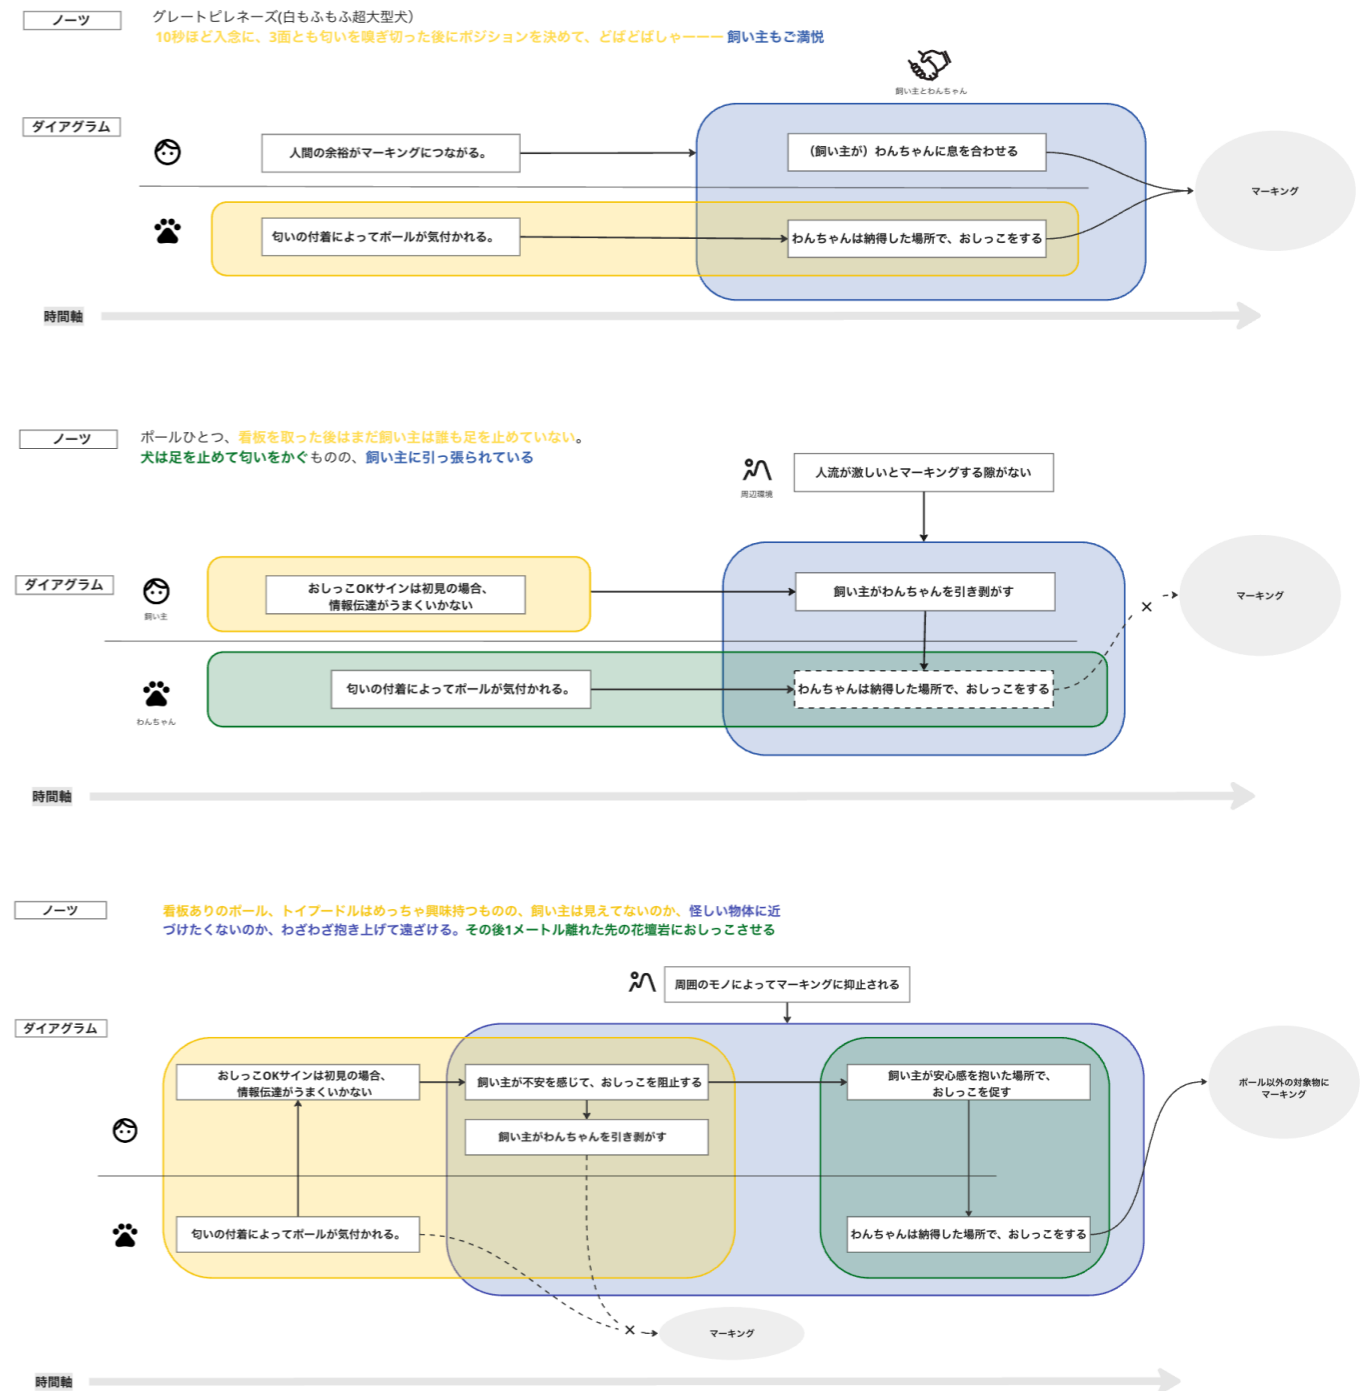 ノーツ
グレートピレネーズ(白もふもふ超大型犬)
10秒ほど入念に、3面とも匂いを嗅ぎ切った後にポジションを決めて、どばどばしゃーーー 飼い主もご満悦
飼い主とわんちゃん
ダイアグラム
人間の余裕がマーキングにつながる。
（飼い主が）わんちゃんに息を合わせる
マーキング
匂いの付着によってポールが気付かれる。
わんちゃんは納得した場所で、おしっこをする
時間軸
ノーツ
ポールひとつ、看板を取った後はまだ飼い主は誰も足を止めていない。
犬は足を止めて匂いをかぐものの、飼い主に引っ張られている
周辺環境
人流が激しいとマーキングする隙がない
ダイアグラム
飼い主
おしっこOKサインは初見の場合、
情報伝達がうまくいかない
飼い主がわんちゃんを引き剥がす
×
マーキング
わんちゃん
匂いの付着によってポールが気付かれる。
わんちゃんは納得した場所で、おしっこをする
時間軸
ノーツ
看板ありのポール、トイプードルはめっちゃ興味持つものの、飼い主は見えてないのか、怪しい物体に近
づけたくないのか、わざわざ抱き上げて遠ざける。その後1メートル離れた先の花壇岩におしっこさせる
周囲のモノによってマーキングに抑止される
ダイアグラム
おしっこOKサインは初見の場合、
情報伝達がうまくいかない
飼い主が不安を感じて、おしっこを阻止する
飼い主が安心感を抱いた場所で、
おしっこを促す
ポール以外の対象物に
マーキング
飼い主がわんちゃんを引き剥がす
匂いの付着によってポールが気付かれる。
わんちゃんは納得した場所で、おしっこをする
×
マーキング
時間軸